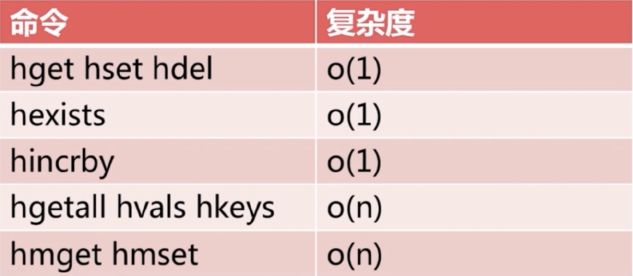 命令 复杂度
hget hset hdel o(1)
hexists o(1)
hincrby o(1)
hgetall hvals hkeys o(n)
hmget hmset o(n)